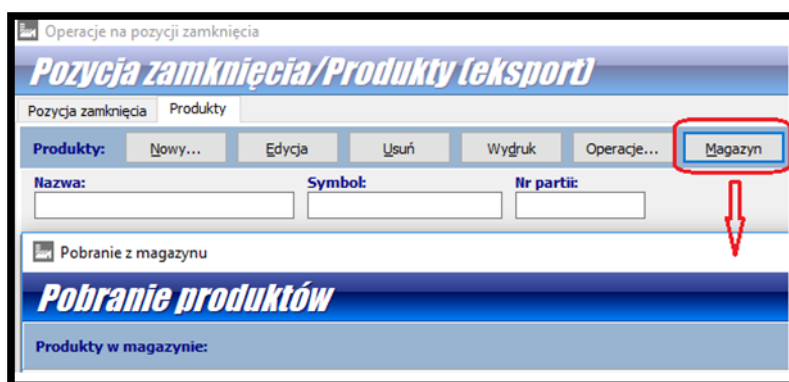 Operacje na pozycji zamknięcia
Pozycja zamknięcia/Produkty (eksport)
Pozycja zamknięcia Produkty
Produkty: Nowy... Edycja Usuń Wydruk Operacje... Magazyn
Nazwa: Symbol: Nr partii:
Pobranie z magazynu
Pobranie produktów
Produkty w magazynie: